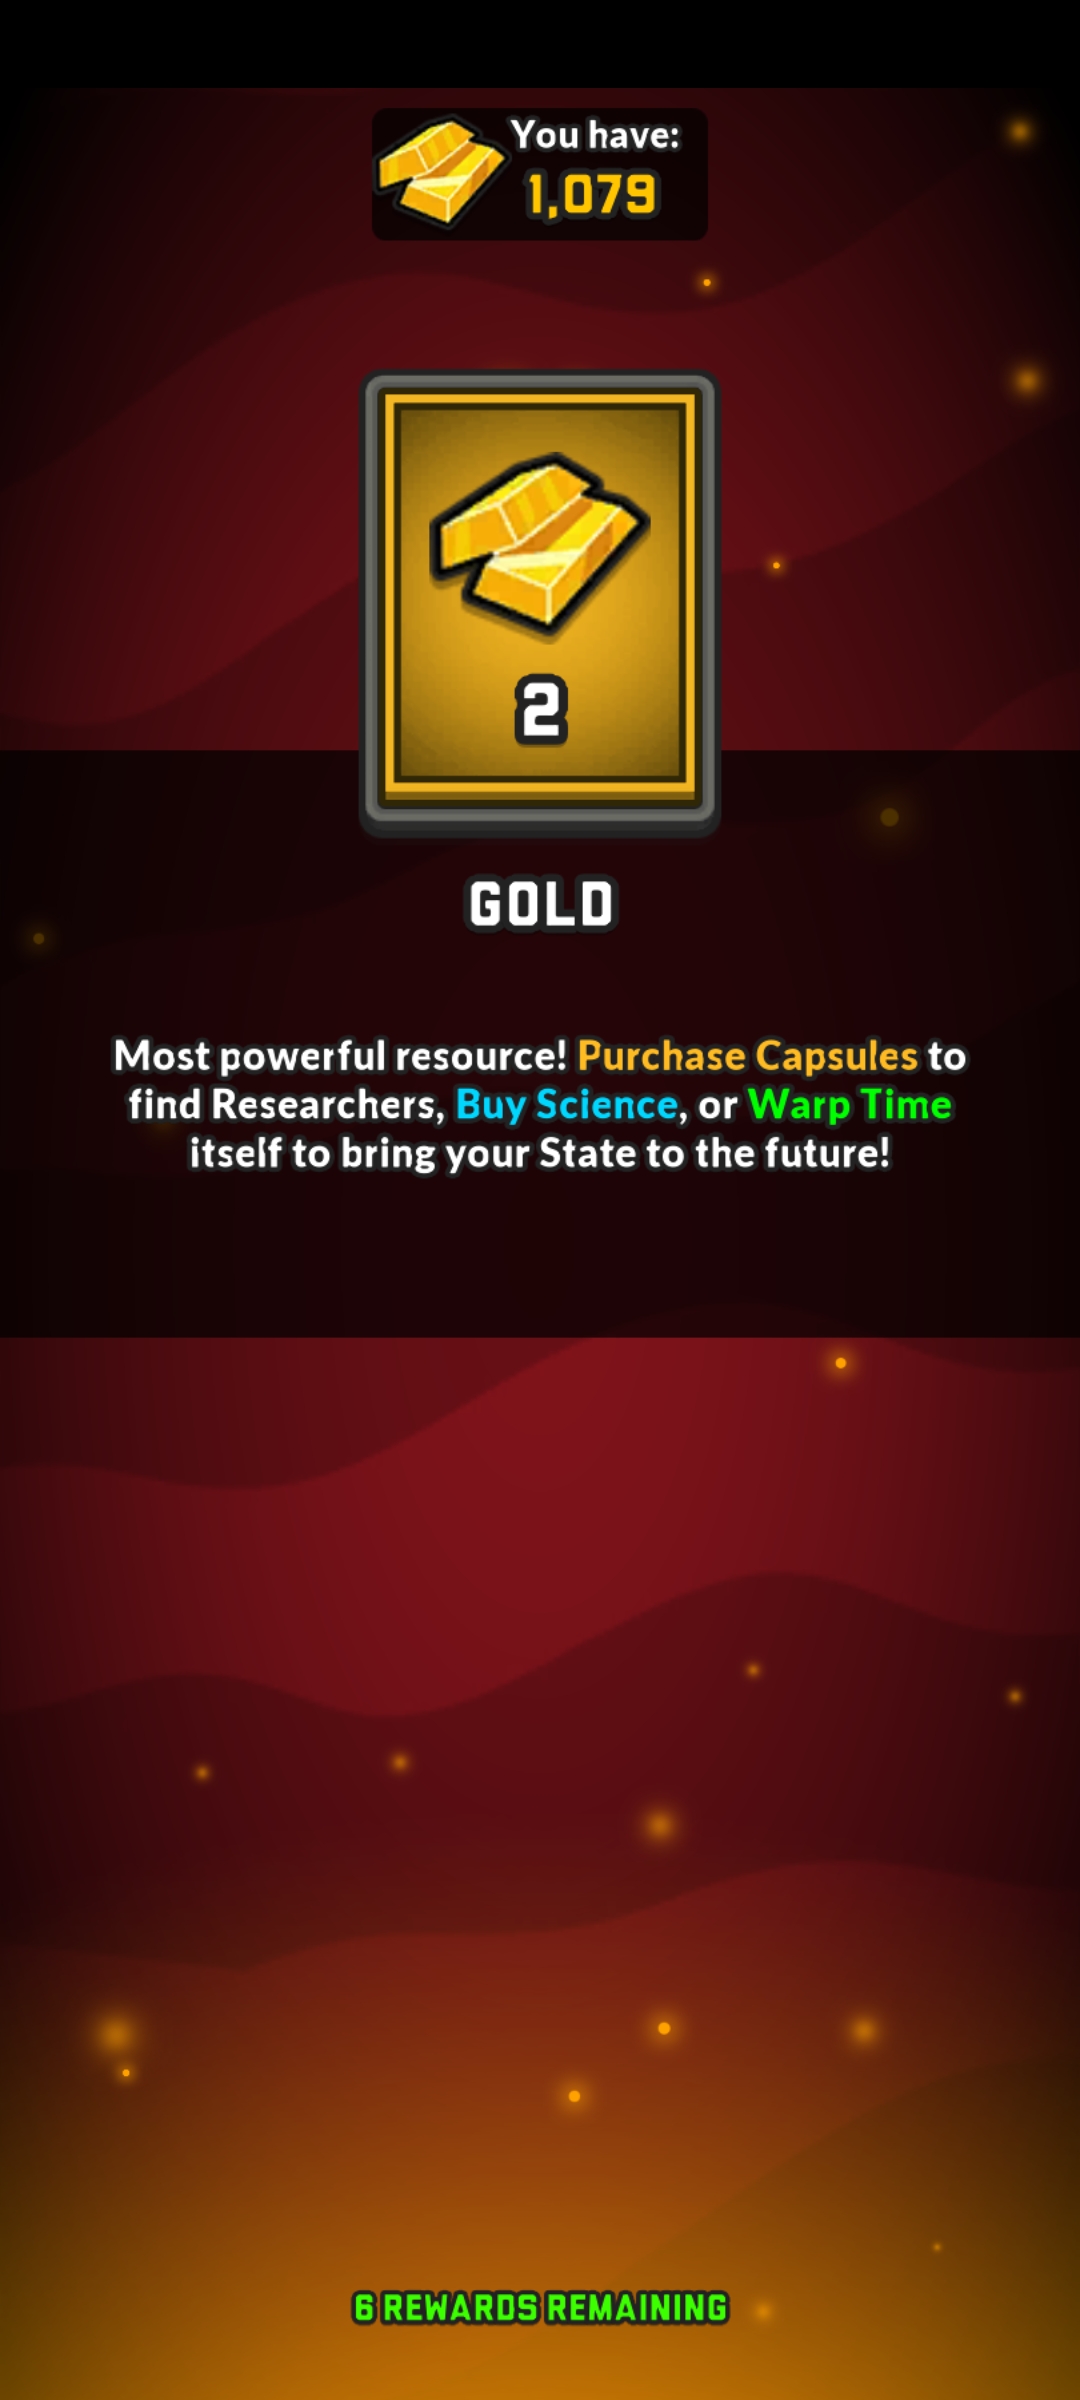 You have:
1,079
2
GOLD
Most powerful resource! Purchase Capsules to
find Researchers, Buy Science, or Warp Time
itself to bring your State to the future!
6 REWARDS REMAINING